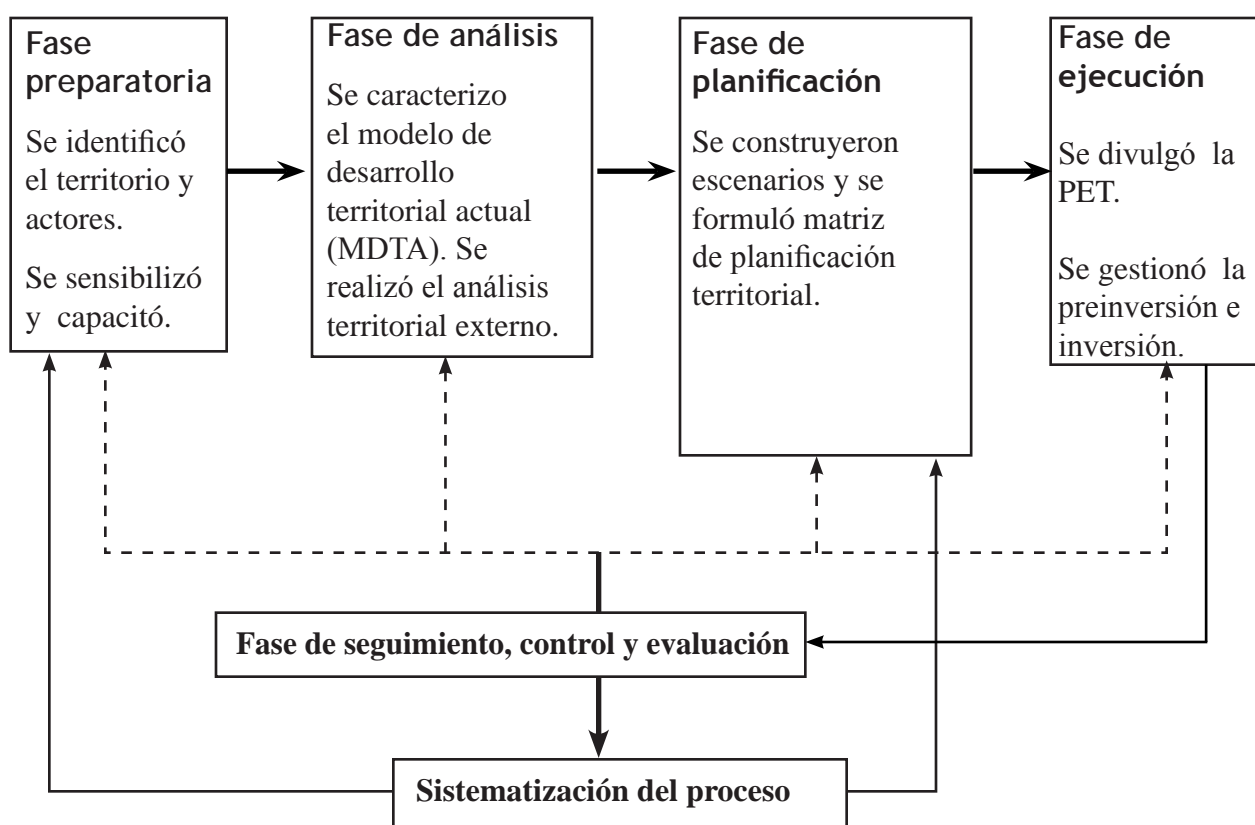 Fase
preparatoria
Se identificó
el territorio y
actores.
Se sensibilizó
y capacitó.
Fase de análisis
Se caracterizo
el modelo de
desarrollo
territorial actual
(MDTA). Se
realizó el análisis
territorial externo.
Fase de
planificación
Se construyeron
escenarios y se
formuló matriz
de planificación
territorial.
Fase de
ejecución
Se divulgó la
PET.
Se gestionó la
preinversión e
inversión.
Fase de seguimiento, control y evaluación
Sistematización del proceso